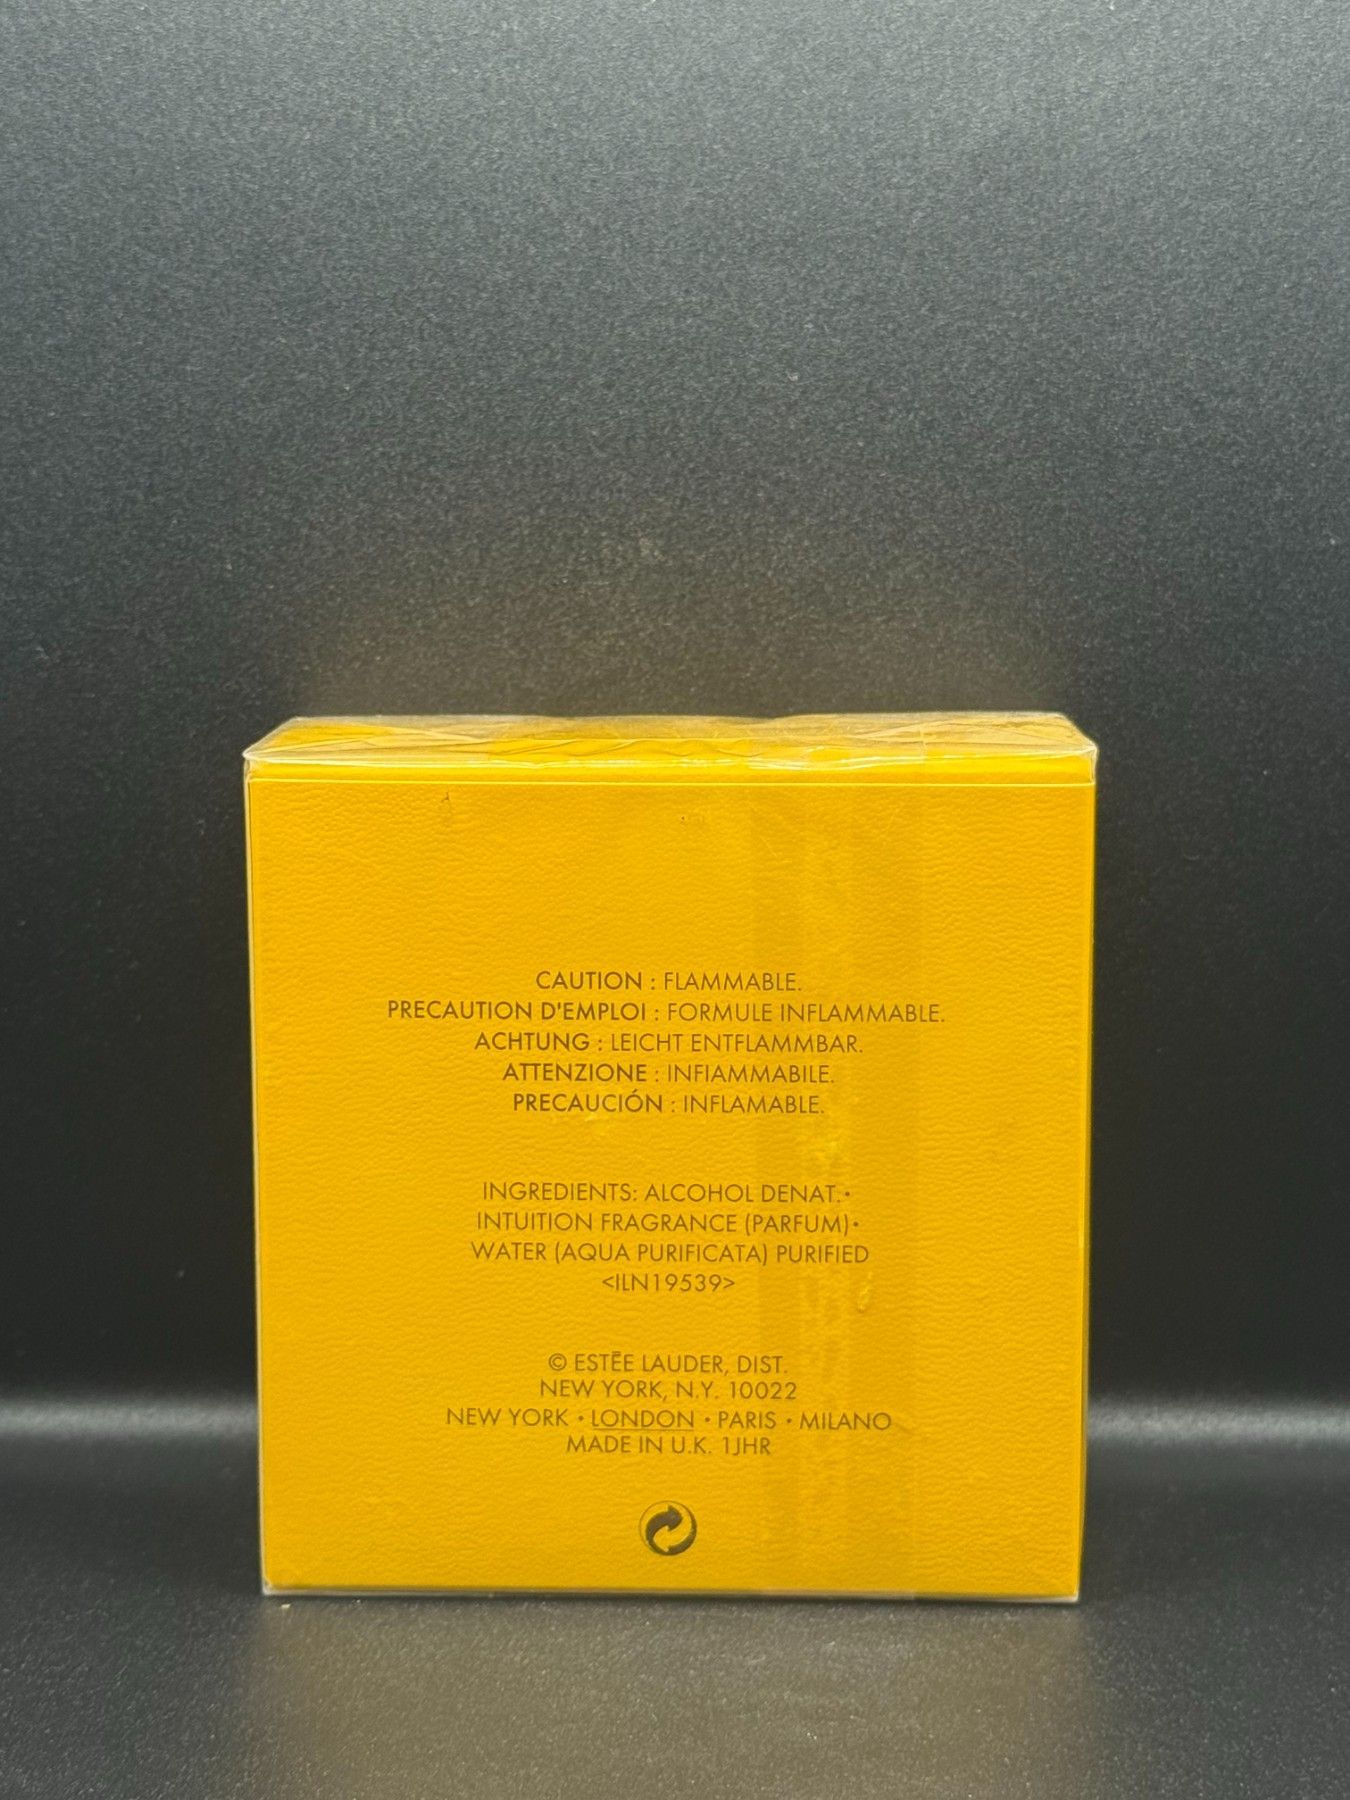 CAUTION : FLAMMABLE.
PRECAUTION D'EMPLOI : FORMULE INFLAMMABLE.
ACHTUNG : LEICHT ENTFLAMMBAR.
ATTENZIONE : INFIAMMABILE.
PRECAUCIÓN : INFLAMABLE.
INGREDIENTS: ALCOHOL DENAT.•
INTUITION FRAGRANCE (PARFUM)•
WATER (AQUA PURIFICATA) PURIFIED
<ILN19539>
© ESTĒE LAUDER, DIST.
NEW YORK, N.Y. 10022
NEW YORK • LONDON • PARIS • MILANO
MADE IN U.K. 1JHR